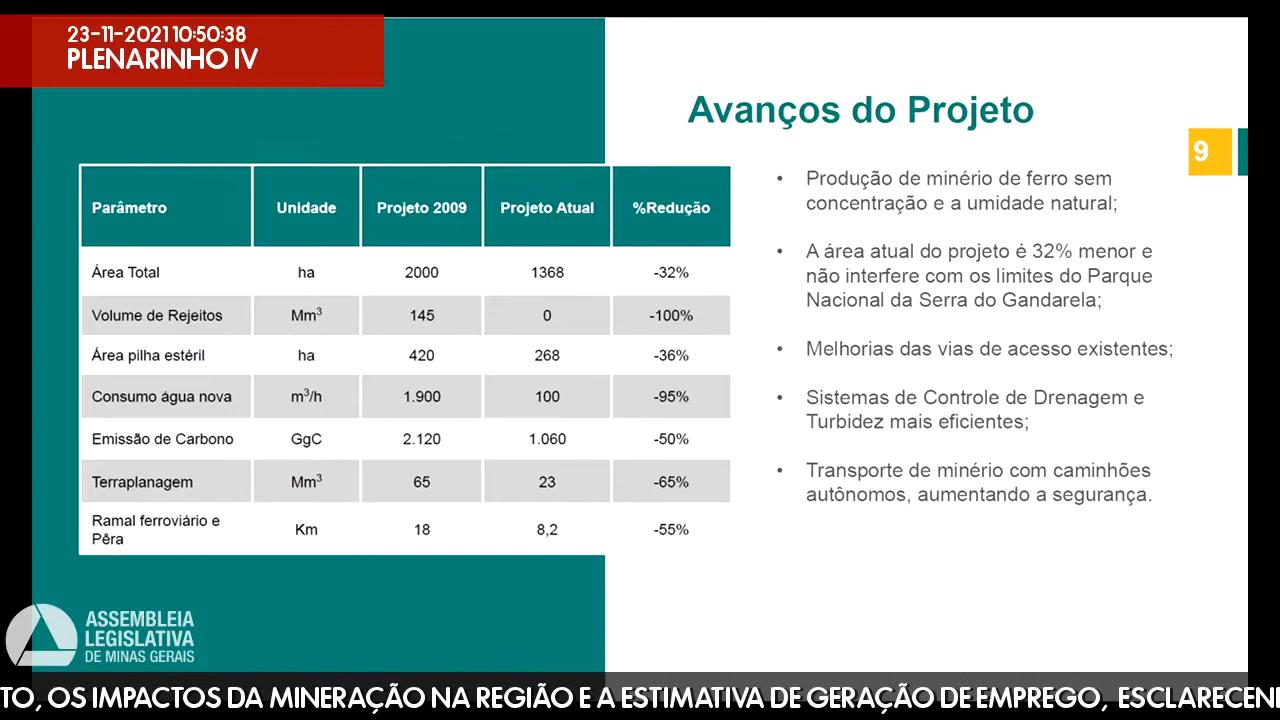 23-11-2021 10:50:38
PLENARINHO IV
Avanços do Projeto
9
Parâmetro Unidade Projeto 2009 Projeto Atual %Redução
Área Total ha 2000 1368 -32%
Volume de Rejeitos Mm³ 145 0 -100%
Área pilha estéril ha 420 268 -36%
Consumo água nova m³/h 1.900 100 -95%
Emissão de Carbono GgC 2.120 1.060 -50%
Terraplanagem Mm³ 65 23 -65%
Ramal ferroviário e
Pêra Km 18 8,2 -55%
• Produção de minério de ferro sem
concentração e a umidade natural;
• A área atual do projeto é 32% menor e
não interfere com os limites do Parque
Nacional da Serra do Gandarela;
• Melhorias das vias de acesso existentes;
• Sistemas de Controle de Drenagem e
Turbidez mais eficientes;
• Transporte de minério com caminhões
autônomos, aumentando a segurança.
ASSEMBLEIA
LEGISLATIVA
DE MINAS GERAIS
TO, OS IMPACTOS DA MINERAÇÃO NA REGIÃO E A ESTIMATIVA DE GERAÇÃO DE EMPREGO, ESCLARECEN